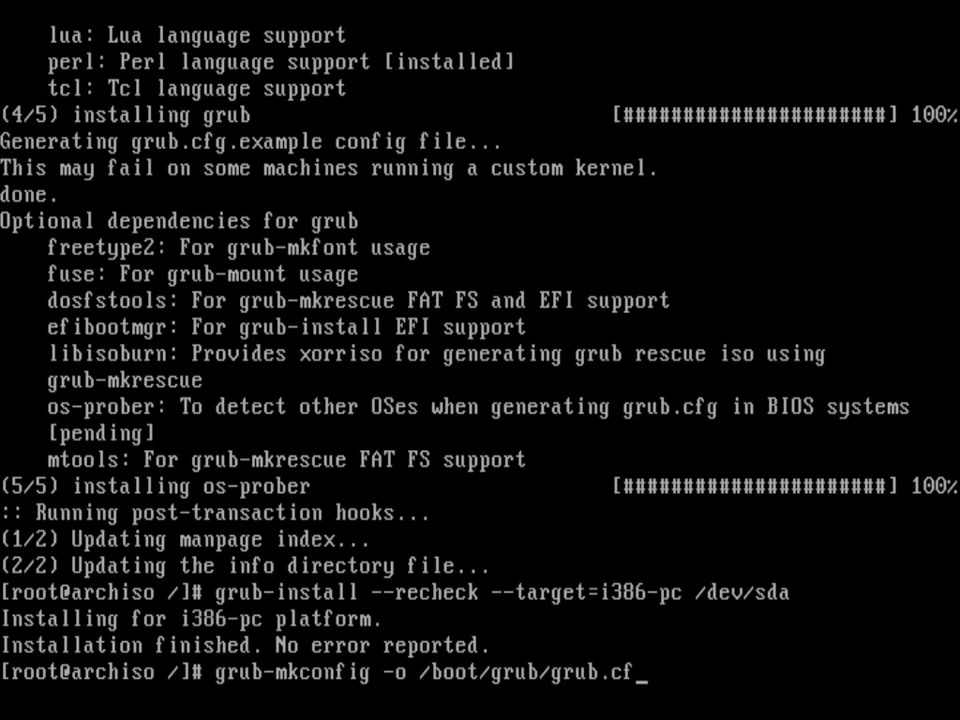 lua: Lua language support
perl: Perl language support [installed]
tcl: Tcl language support
(4/5) installing grub [######################] 100%
Generating grub.cfg.example config file...
This may fail on some machines running a custom kernel.
done.
Optional dependencies for grub
freetype2: For grub-mkfont usage
fuse: For grub-mount usage
dosfstools: For grub-mkrescue FAT FS and EFI support
efibootmgr: For grub-install EFI support
libisoburn: Provides xorriso for generating grub rescue iso using
grub-mkrescue
os-prober: To detect other OSes when generating grub.cfg in BIOS systems
[pending]
mtools: For grub-mkrescue FAT FS support
(5/5) installing os-prober [######################] 100%
:: Running post-transaction hooks...
(1/2) Updating manpage index...
(2/2) Updating the info directory file...
[root@archiso /]# grub-install --recheck --target=i386-pc /dev/sda
Installing for i386-pc platform.
Installation finished. No error reported.
[root@archiso /]# grub-mkconfig -o /boot/grub/grub.cf_